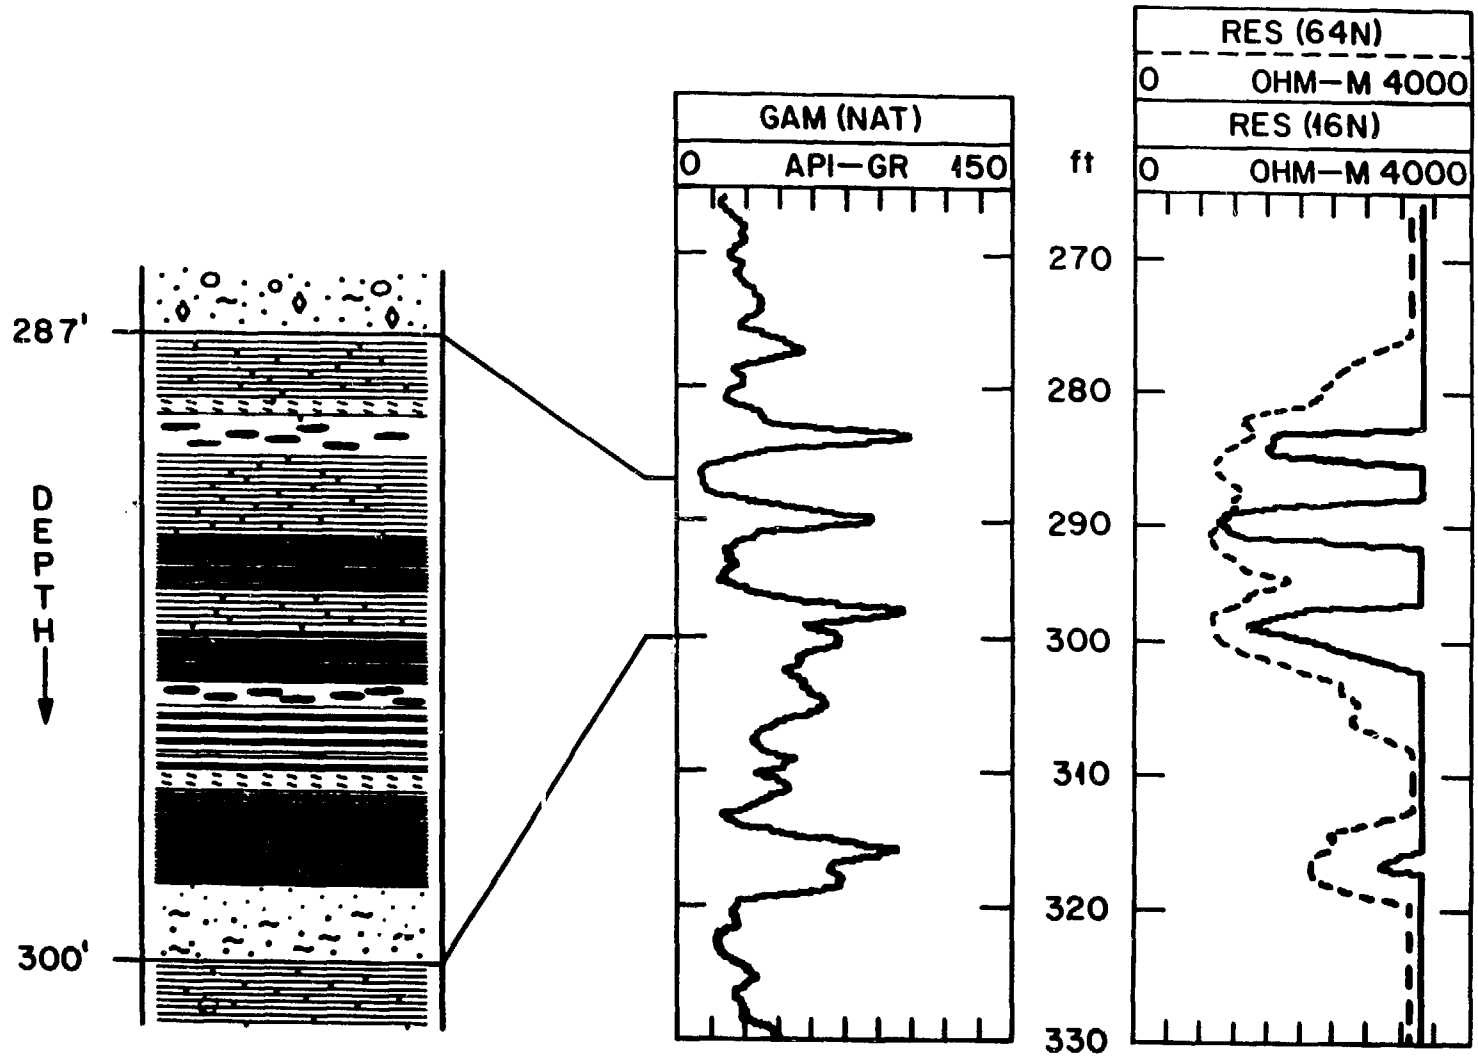 RES (64N)
0 OHM-M 4000
RES (16N)
0 OHM-M 4000
GAM (NAT)
0 API-GR 150
ft
270
280
290
300
310
320
330
287'
DEPTH
300'